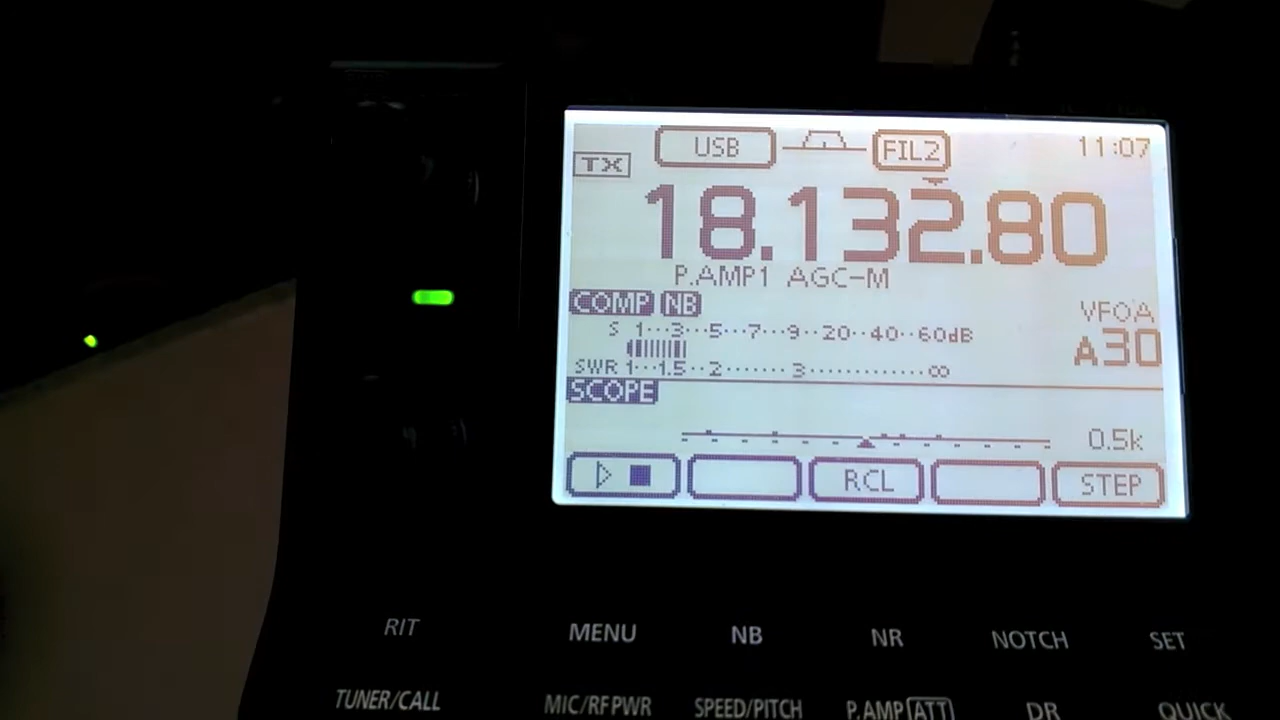 USB FIL2 11:07
TX
18.132.80
P.AMP1 AGC-M
COMP NB VFOA
S 1···3··5···7···9··20··40··60dB A30
SWR 1···1.5··2·······3············∞
SCOPE
0.5k
RCL STEP
RIT MENU NB NR NOTCH SET
TUNER/CALL MIC/RF PWR SPEED/PITCH P.AMP ATT DR QUICK